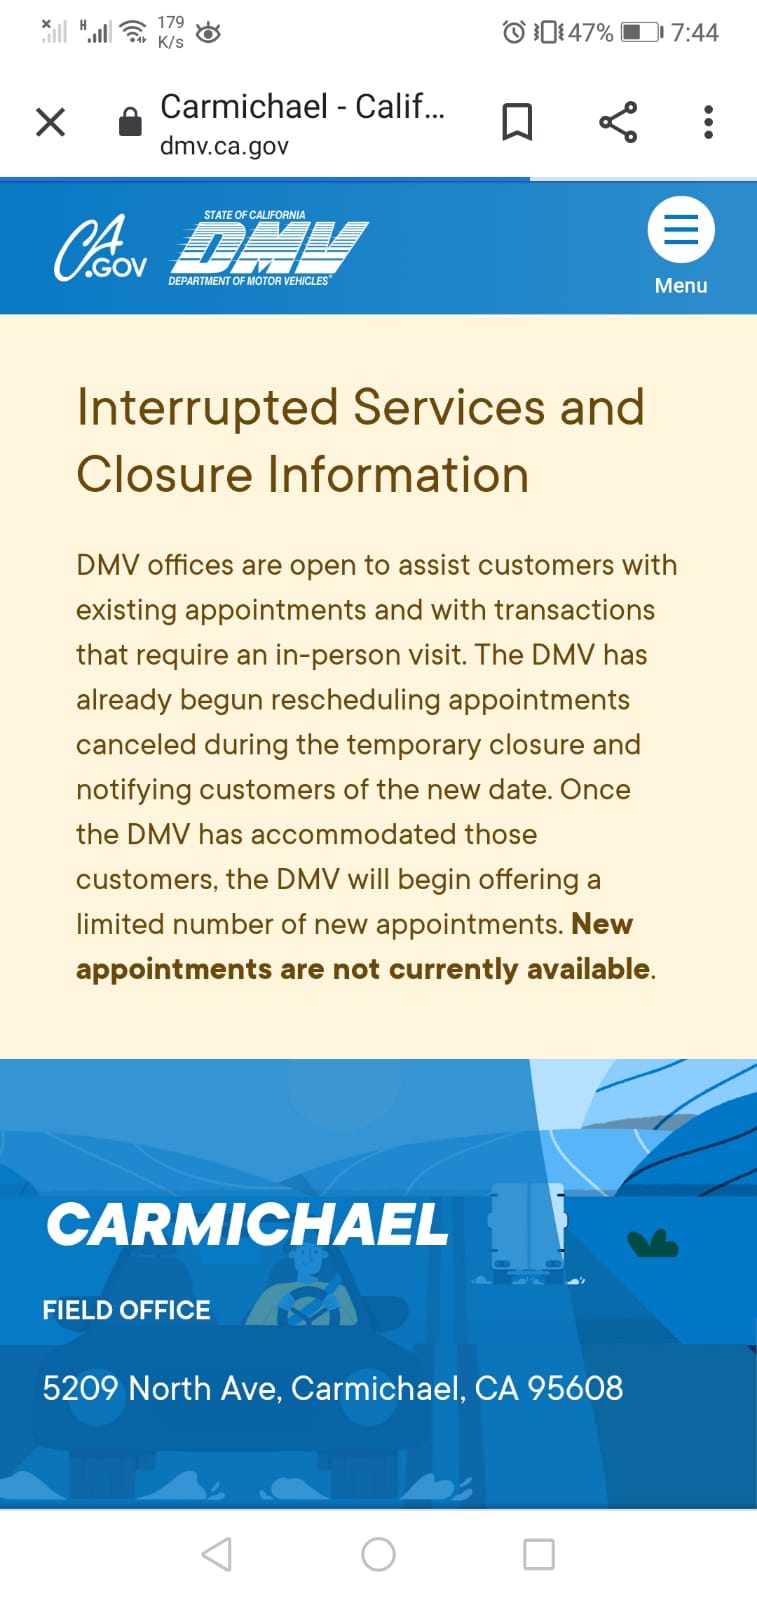 179
K/s
47%
7:44
Carmichael - Calif...
dmv.ca.gov
CA.GOV
STATE OF CALIFORNIA
DMV
DEPARTMENT OF MOTOR VEHICLES
Menu
Interrupted Services and
Closure Information
DMV offices are open to assist customers with
existing appointments and with transactions
that require an in-person visit. The DMV has
already begun rescheduling appointments
canceled during the temporary closure and
notifying customers of the new date. Once
the DMV has accommodated those
customers, the DMV will begin offering a
limited number of new appointments. New
appointments are not currently available.
CARMICHAEL
FIELD OFFICE
5209 North Ave, Carmichael, CA 95608